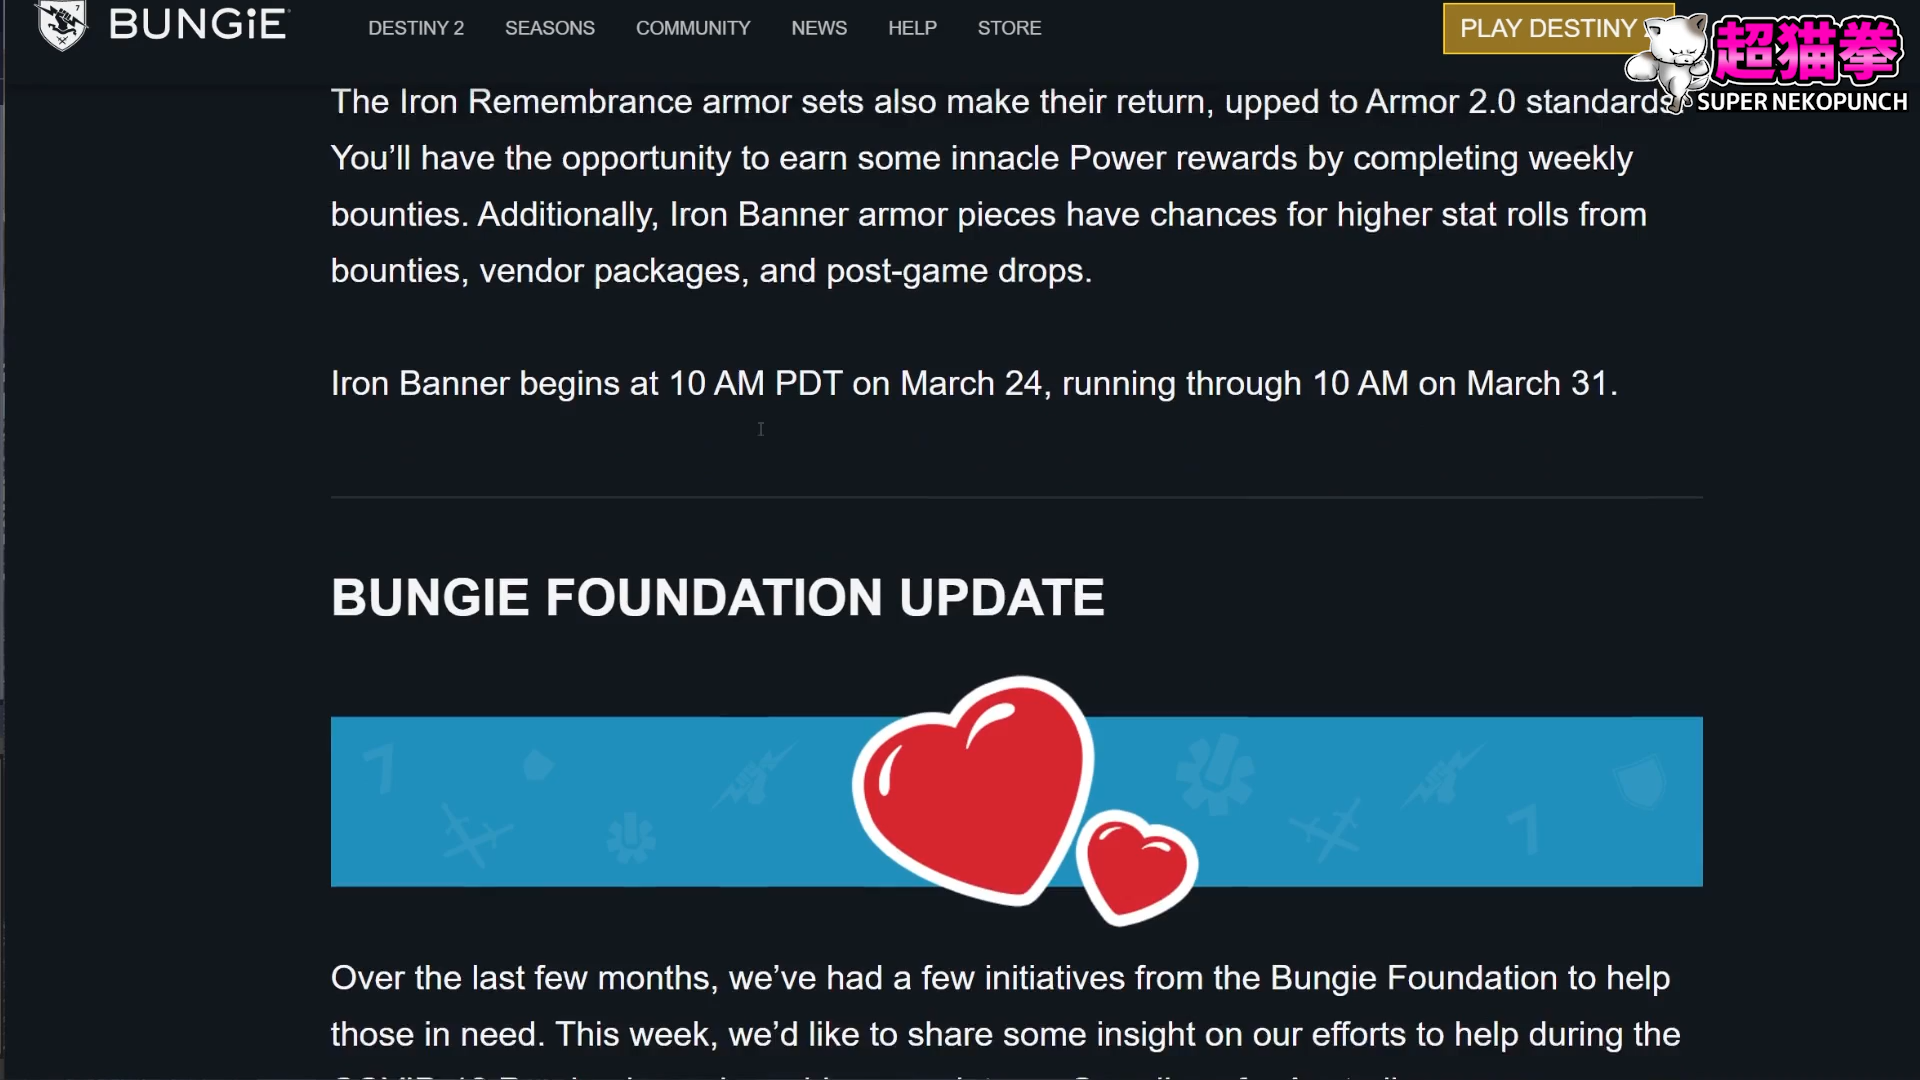 BUNGiE
DESTINY 2 SEASONS COMMUNITY NEWS HELP STORE
PLAY DESTINY
超猫拳
SUPER NEKOPUNCH
The Iron Remembrance armor sets also make their return, upped to Armor 2.0 standards
You’ll have the opportunity to earn some innacle Power rewards by completing weekly
bounties. Additionally, Iron Banner armor pieces have chances for higher stat rolls from
bounties, vendor packages, and post-game drops.
Iron Banner begins at 10 AM PDT on March 24, running through 10 AM on March 31.
BUNGIE FOUNDATION UPDATE
Over the last few months, we’ve had a few initiatives from the Bungie Foundation to help
those in need. This week, we’d like to share some insight on our efforts to help during the